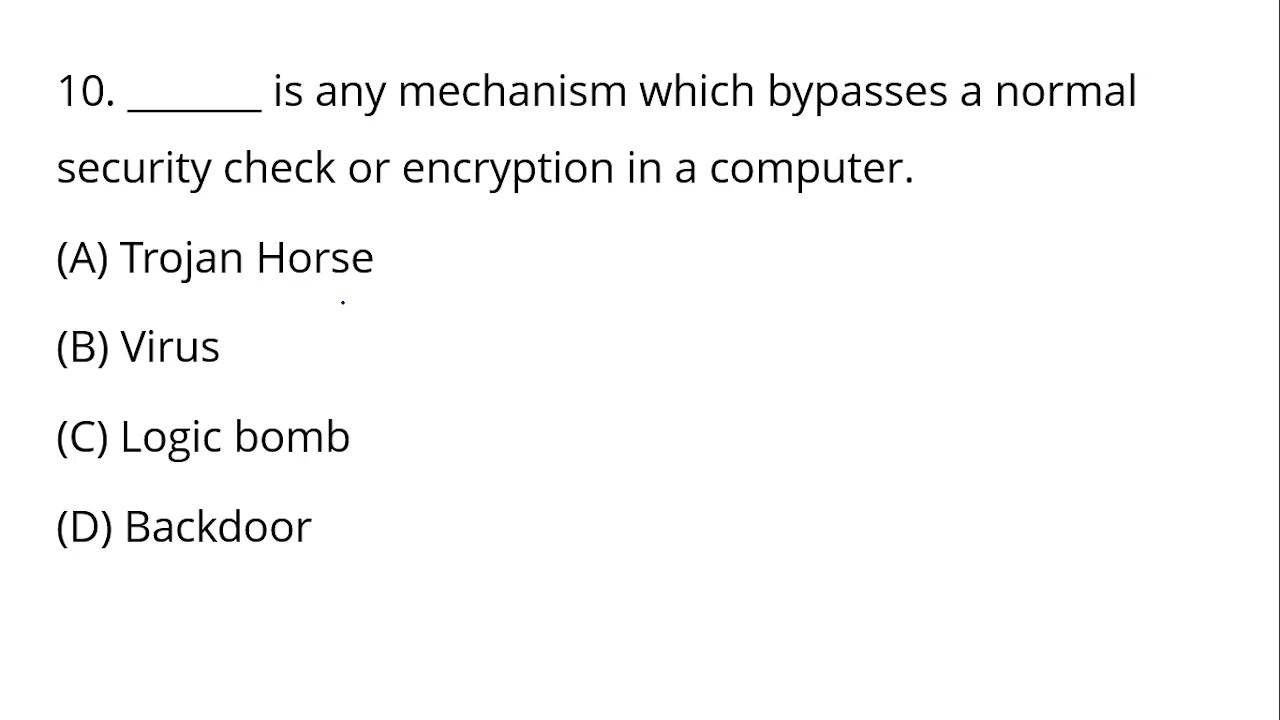 10. _______ is any mechanism which bypasses a normal
security check or encryption in a computer.
(A) Trojan Horse
(B) Virus
(C) Logic bomb
(D) Backdoor